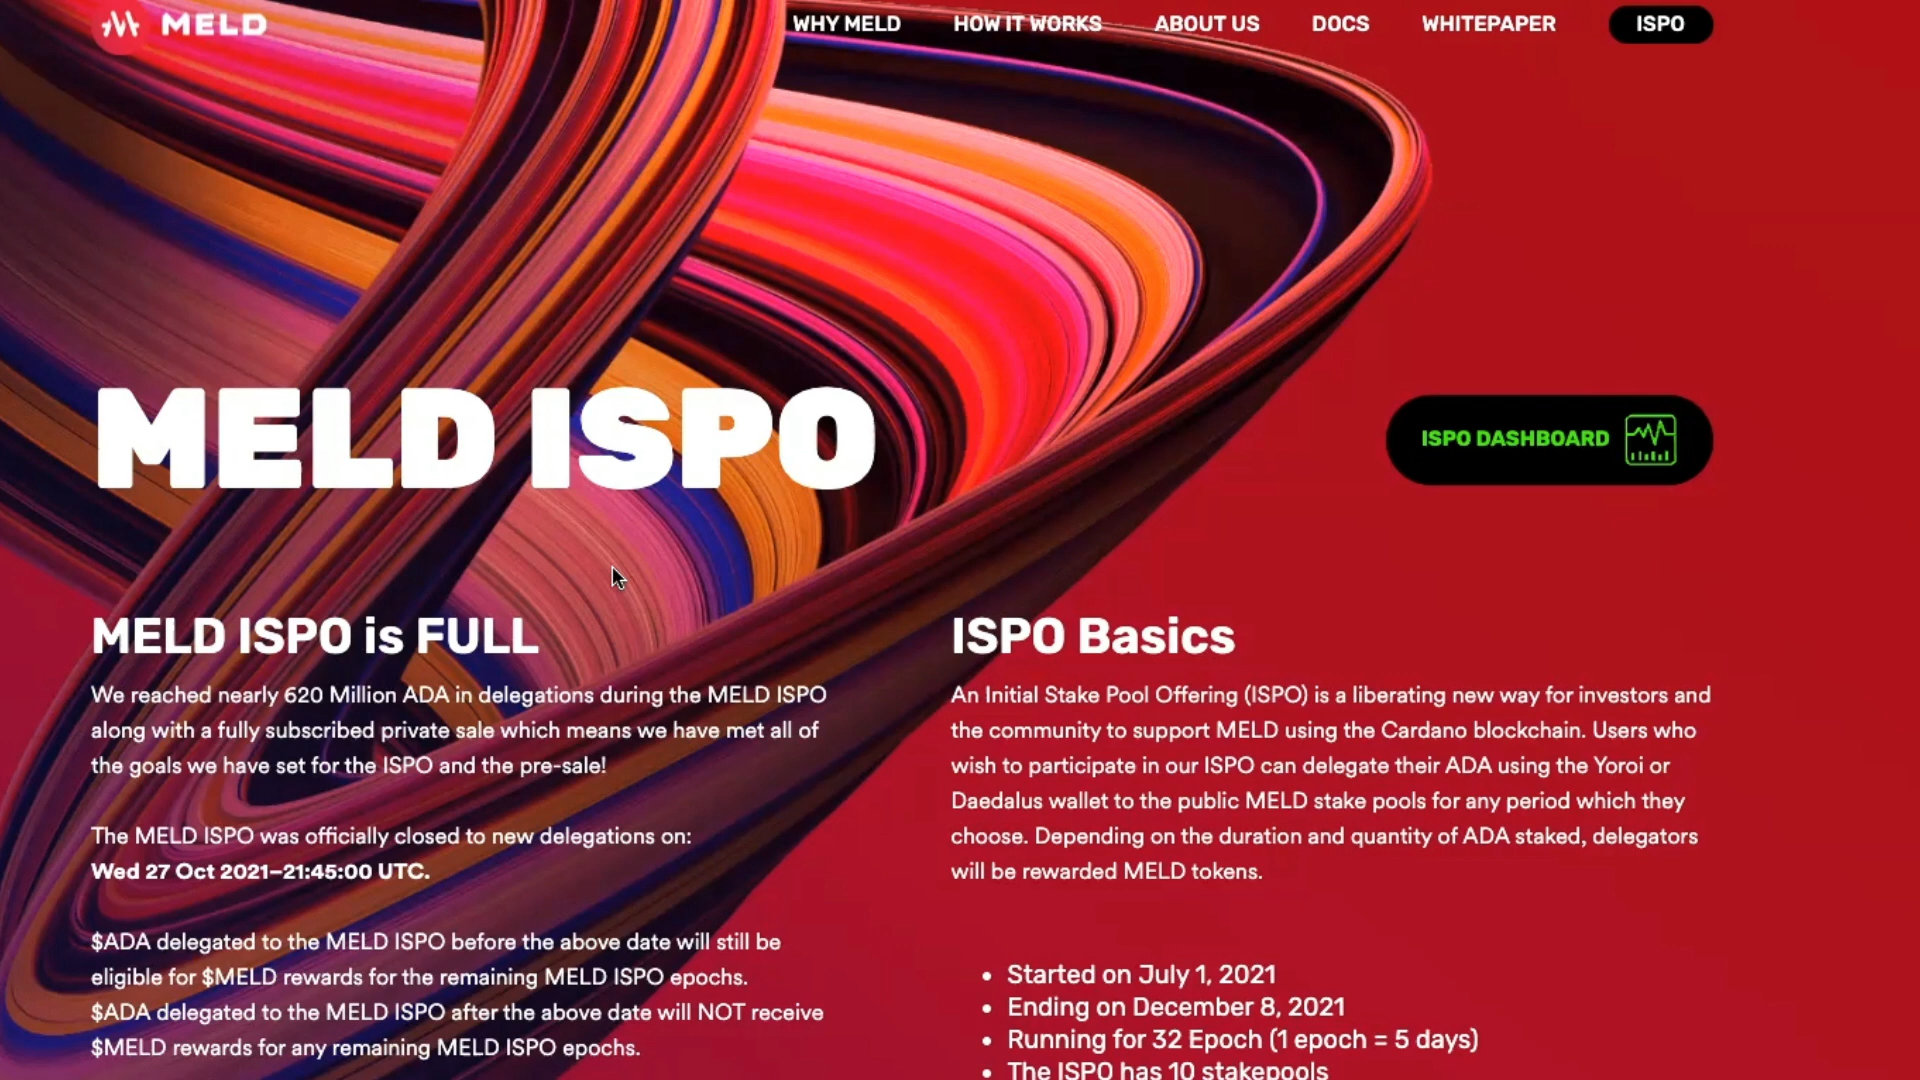 MELD
WHY MELD HOW IT WORKS ABOUT US DOCS WHITEPAPER ISPO
MELD ISPO
ISPO DASHBOARD
MELD ISPO is FULL
We reached nearly 620 Million ADA in delegations during the MELD ISPO
along with a fully subscribed private sale which means we have met all of
the goals we have set for the ISPO and the pre-sale!
The MELD ISPO was officially closed to new delegations on:
Wed 27 Oct 2021–21:45:00 UTC.
$ADA delegated to the MELD ISPO before the above date will still be
eligible for $MELD rewards for the remaining MELD ISPO epochs.
$ADA delegated to the MELD ISPO after the above date will NOT receive
$MELD rewards for any remaining MELD ISPO epochs.
ISPO Basics
An Initial Stake Pool Offering (ISPO) is a liberating new way for investors and
the community to support MELD using the Cardano blockchain. Users who
wish to participate in our ISPO can delegate their ADA using the Yoroi or
Daedalus wallet to the public MELD stake pools for any period which they
choose. Depending on the duration and quantity of ADA staked, delegators
will be rewarded MELD tokens.
• Started on July 1, 2021
• Ending on December 8, 2021
• Running for 32 Epoch (1 epoch = 5 days)
• The ISPO has 10 stakepools